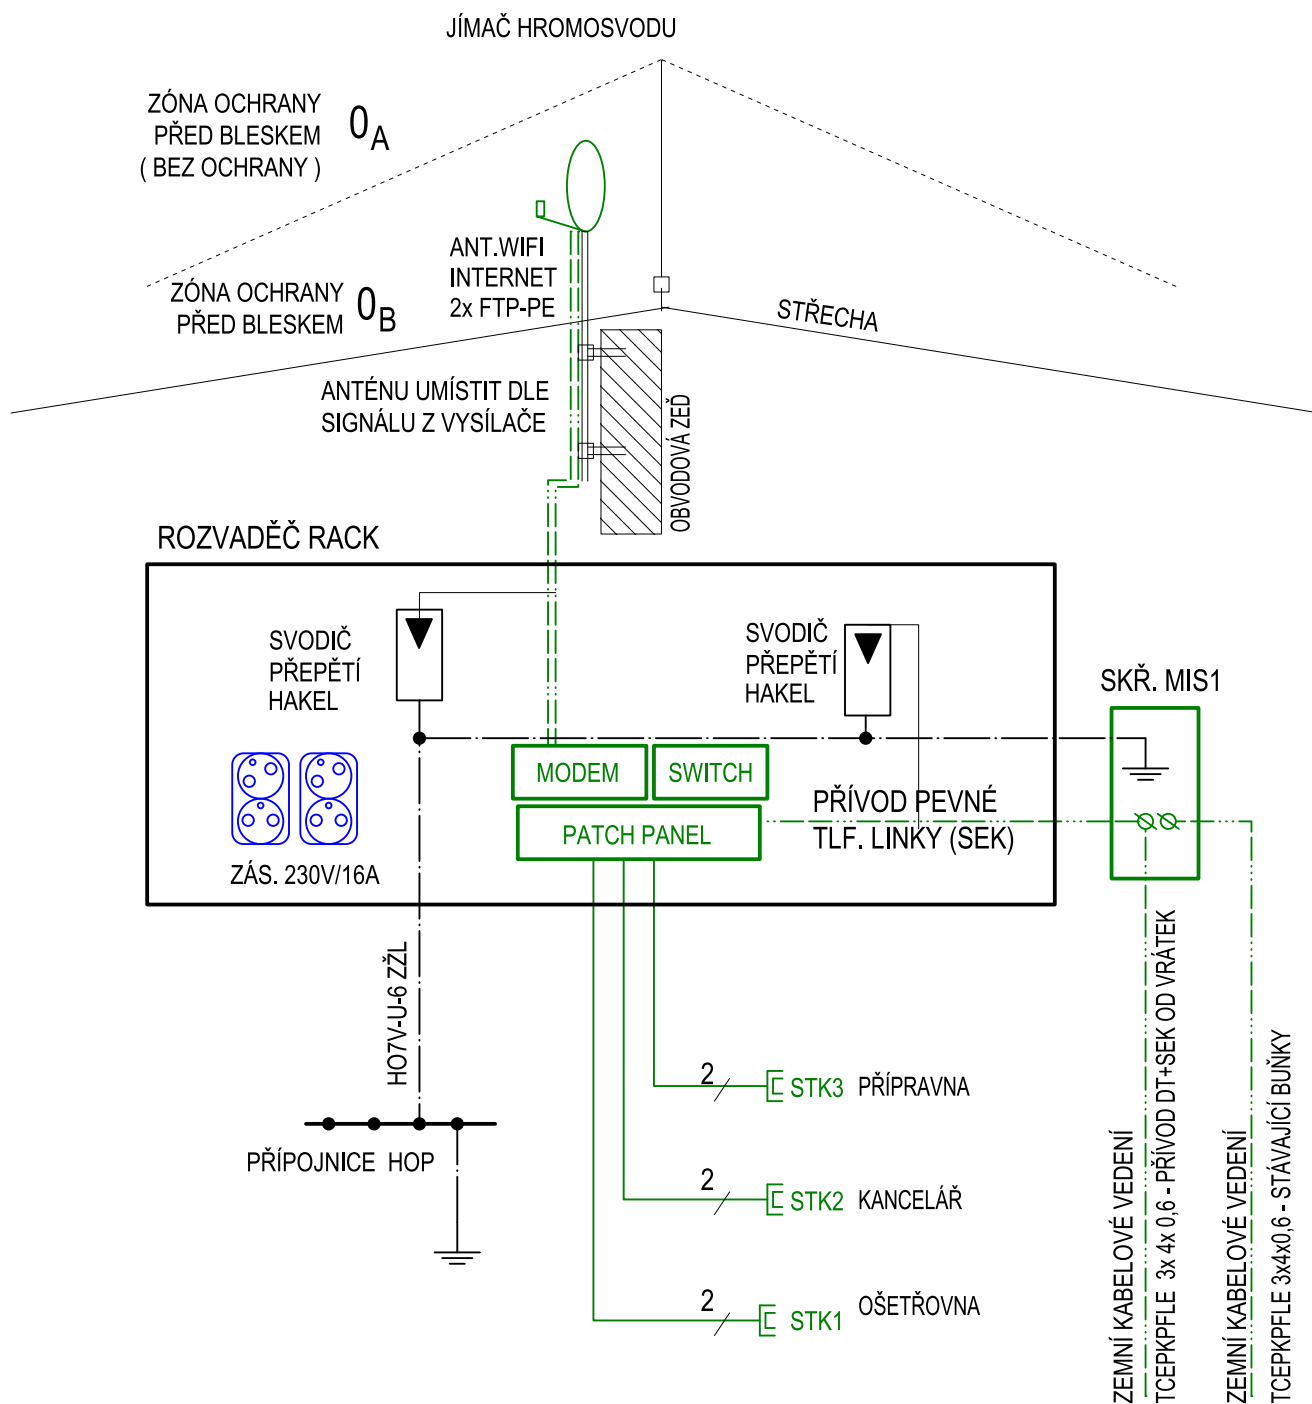 JÍMAČ HROMOSVODU
ZÓNA OCHRANY
PŘED BLESKEM
( BEZ OCHRANY )
0A
ANT.WIFI
INTERNET
2x FTP-PE
ZÓNA OCHRANY
PŘED BLESKEM
0B
STŘECHA
ANTÉNU UMÍSTIT DLE
SIGNÁLU Z VYSÍLAČE
OBVODOVÁ ZEĎ
ROZVADĚČ RACK
SVODIČ
PŘEPĚTÍ
HAKEL
SVODIČ
PŘEPĚTÍ
HAKEL
SKŘ. MIS1
MODEM
SWITCH
PATCH PANEL
PŘÍVOD PEVNÉ
TLF. LINKY (SEK)
ZÁS. 230V/16A
HO7V-U-6 ZŽL
PŘÍPOJNICE HOP
2
STK3 PŘÍPRAVNA
2
STK2 KANCELÁŘ
2
STK1 OŠETŘOVNA
ZEMNÍ KABELOVÉ VEDENÍ
TCEPKPFLE 3x 4x 0,6 - PŘÍVOD DT+SEK OD VRÁTEK
ZEMNÍ KABELOVÉ VEDENÍ
TCEPKPFLE 3x4x0,6 - STÁVAJÍCÍ BUŇKY